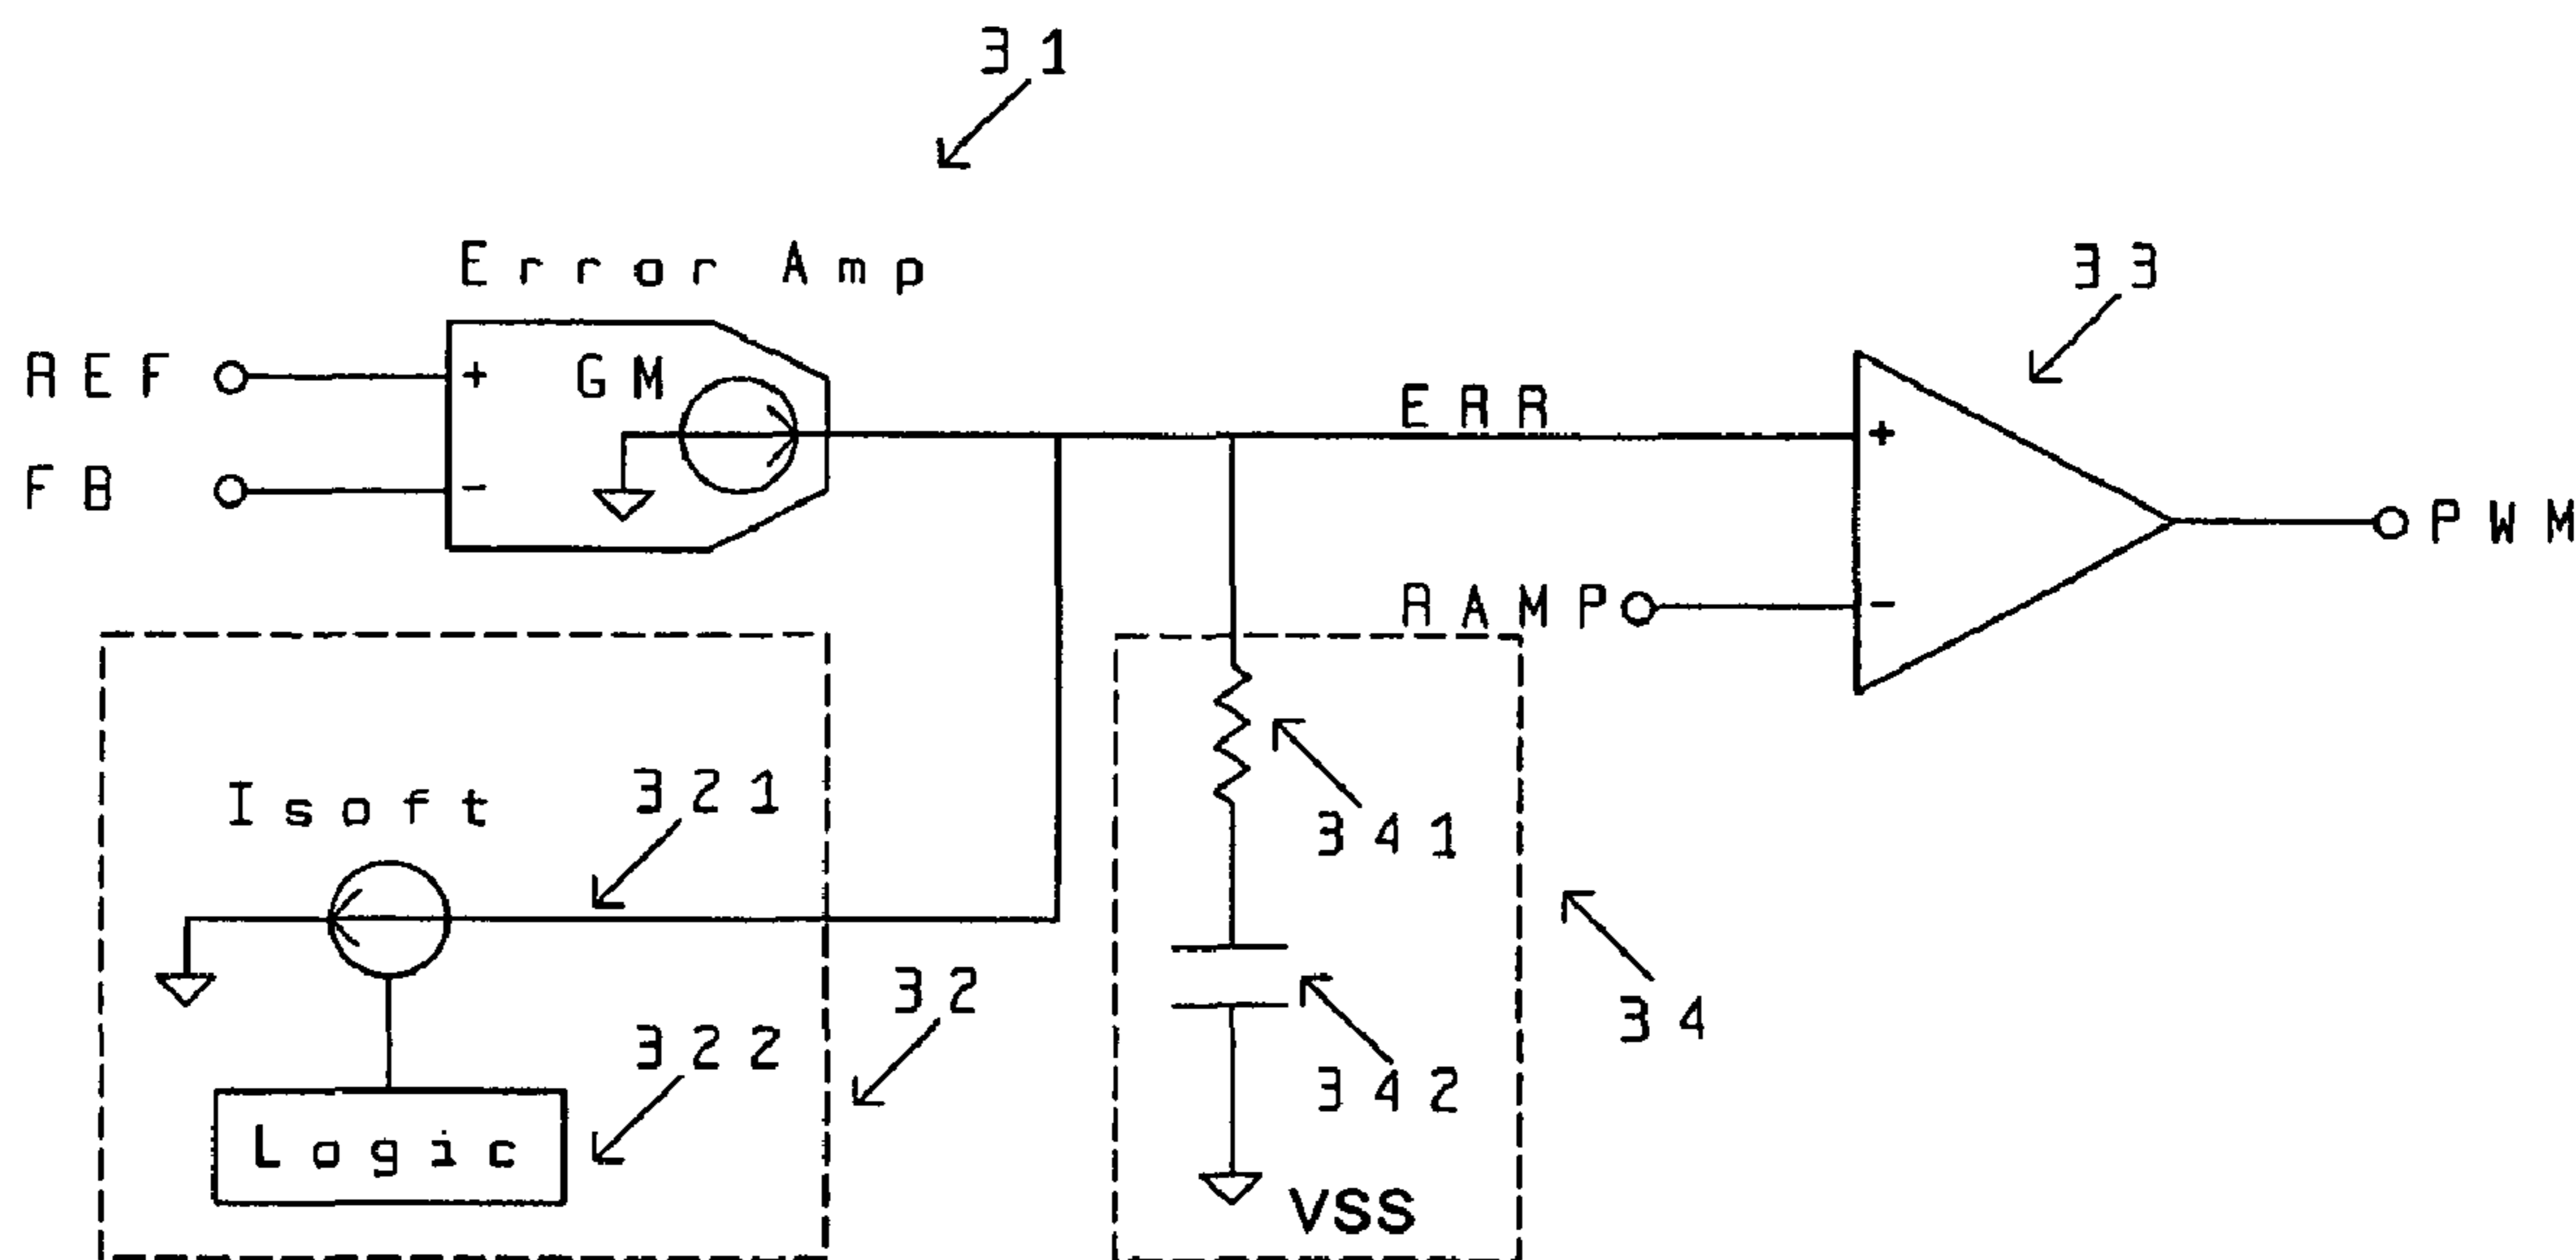 31
Error Amp
33
REF
+
GM
ERR
+
FB
-
PWM
RAMP
-
Isoft
321
341
32
34
322
342
Logic
VSS